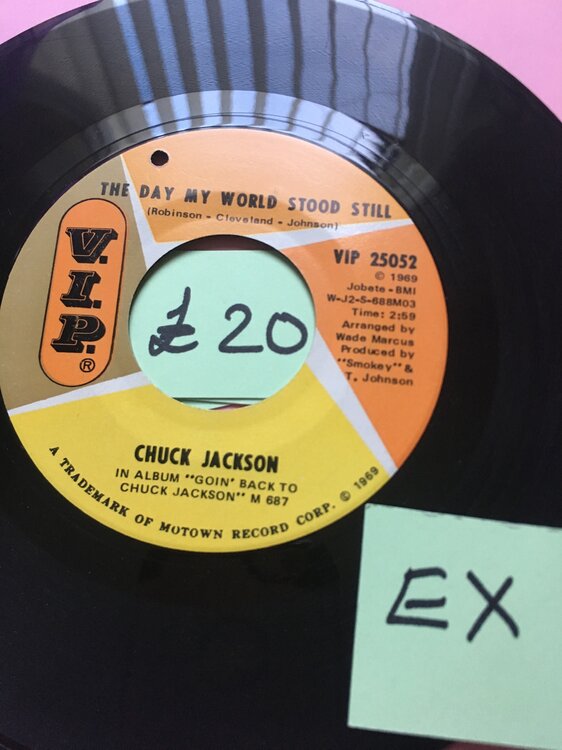 THE DAY MY WORLD STOOD STILL
(Robinson - Cleveland - Johnson)
V.I.P.®
VIP 25052
© 1969
Jobete - BMI
W-J2-S-688M03
Time: 2:59
Arranged by
Wade Marcus
Produced by
"Smokey" &
T. Johnson
£20
CHUCK JACKSON
IN ALBUM "GOIN' BACK TO
CHUCK JACKSON" M 687
A TRADEMARK OF MOTOWN RECORD CORP. © 1969
EX